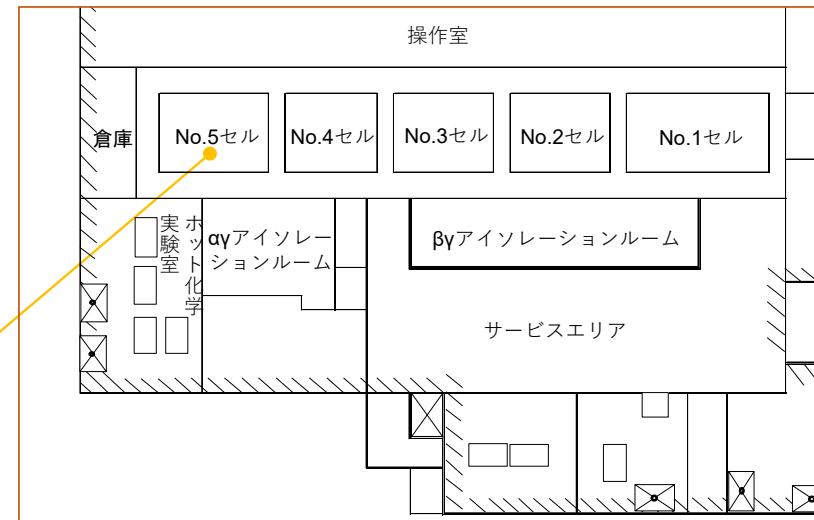 操作室
倉庫
No.5セル
No.4セル
No.3セル
No.2セル
No.1セル
ホット化学
実験室
αγアイソレー
ションルーム
βγアイソレーションルーム
サービスエリア